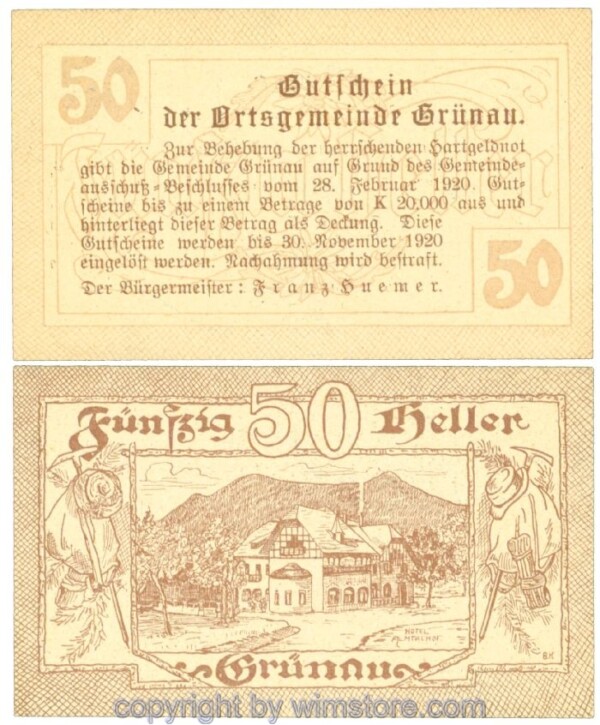 50
Gutschein
der Ortsgemeinde Grünau.
Zur Behebung der herrschenden Hartgeldnot
gibt die Gemeinde Grünau auf Grund des Gemeinde-
ausschuß-Beschlusses vom 28. Februar 1920 Gut-
scheine bis zu einem Betrage von K 20,000 aus und
hinterliegt dieser Betrag als Deckung. Diese
Gutscheine werden bis 30. November 1920
eingelöst werden. Nachahmung wird bestraft.
Der Bürgermeister: Franz Huemer.
50
Fünfzig 50 Heller
HOTEL
ALMTALHOF
BK
Grünau
copyright by wimstore.com